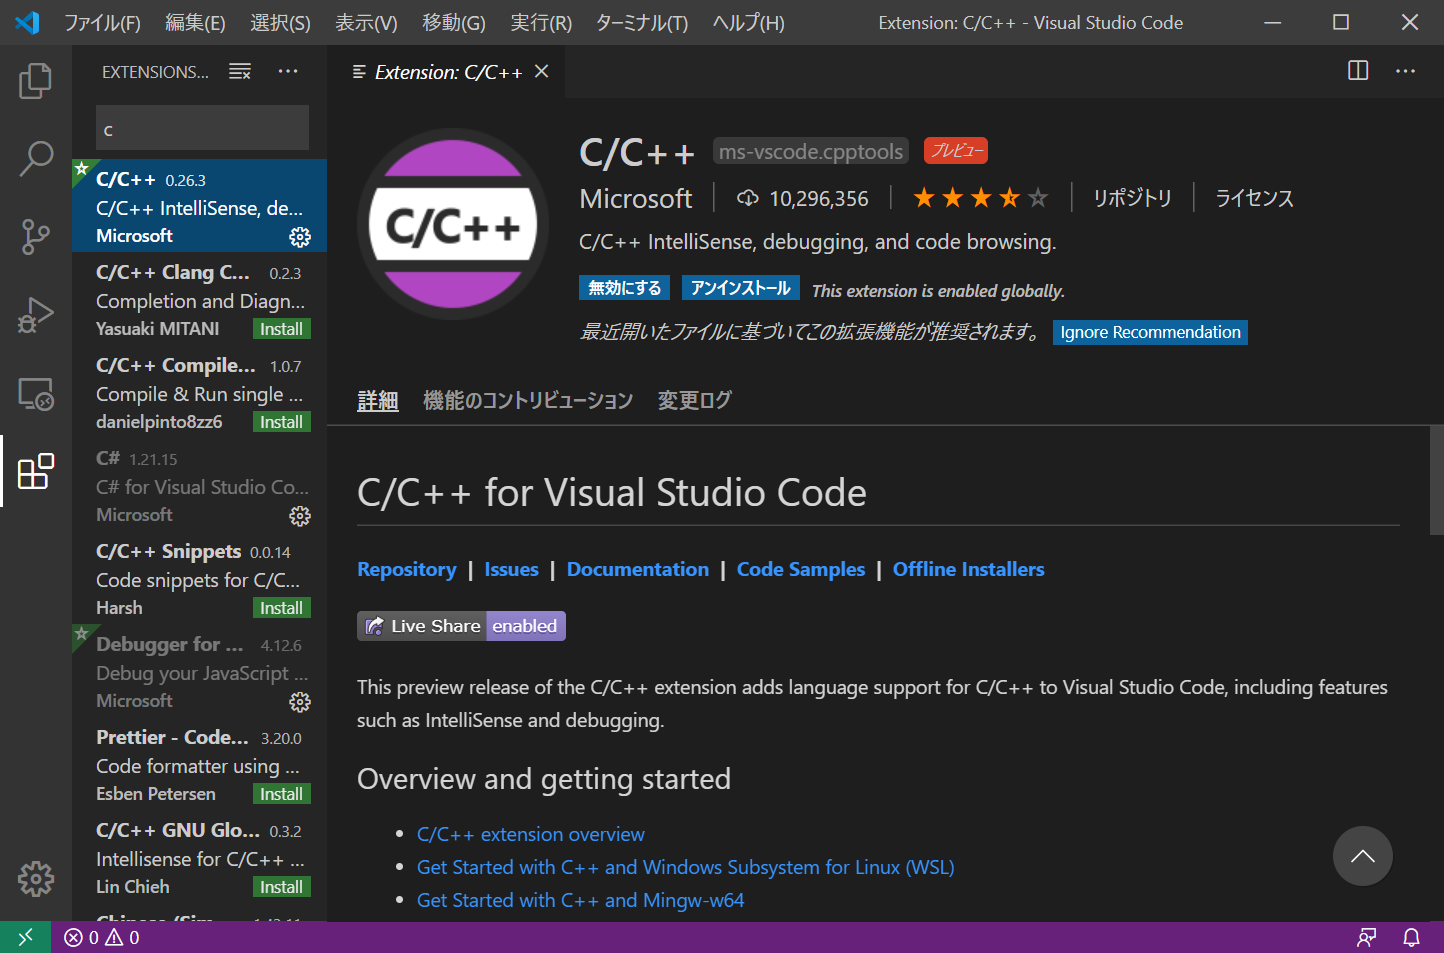 ファイル(F) 編集(E) 選択(S) 表示(V) 移動(G) 実行(R) ターミナル(T) ヘルプ(H) Extension: C/C++ - Visual Studio Code
EXTENSIONS...
c
C/C++ 0.26.3
C/C++ IntelliSense, de...
Microsoft
C/C++ Clang C... 0.2.3
Completion and Diagn...
Yasuaki MITANI Install
C/C++ Compile... 1.0.7
Compile & Run single ...
danielpinto8zz6 Install
C# 1.21.15
C# for Visual Studio Co...
Microsoft
C/C++ Snippets 0.0.14
Code snippets for C/C...
Harsh Install
Debugger for ... 4.12.6
Debug your JavaScript ...
Microsoft
Prettier - Code... 3.20.0
Code formatter using ...
Esben Petersen Install
C/C++ GNU Glo... 0.3.2
Intellisense for C/C++ ...
Lin Chieh Install
Extension: C/C++
C/C++
C/C++ ms-vscode.cpptools プレビュー
Microsoft 10,296,356 リポジトリ ライセンス
C/C++ IntelliSense, debugging, and code browsing.
無効にする アンインストール This extension is enabled globally.
最近開いたファイルに基づいてこの拡張機能が推奨されます。 Ignore Recommendation
詳細 機能のコントリビューション 変更ログ
C/C++ for Visual Studio Code
Repository | Issues | Documentation | Code Samples | Offline Installers
Live Share enabled
This preview release of the C/C++ extension adds language support for C/C++ to Visual Studio Code, including features
such as IntelliSense and debugging.
Overview and getting started
C/C++ extension overview
Get Started with C++ and Windows Subsystem for Linux (WSL)
Get Started with C++ and Mingw-w64
0 0